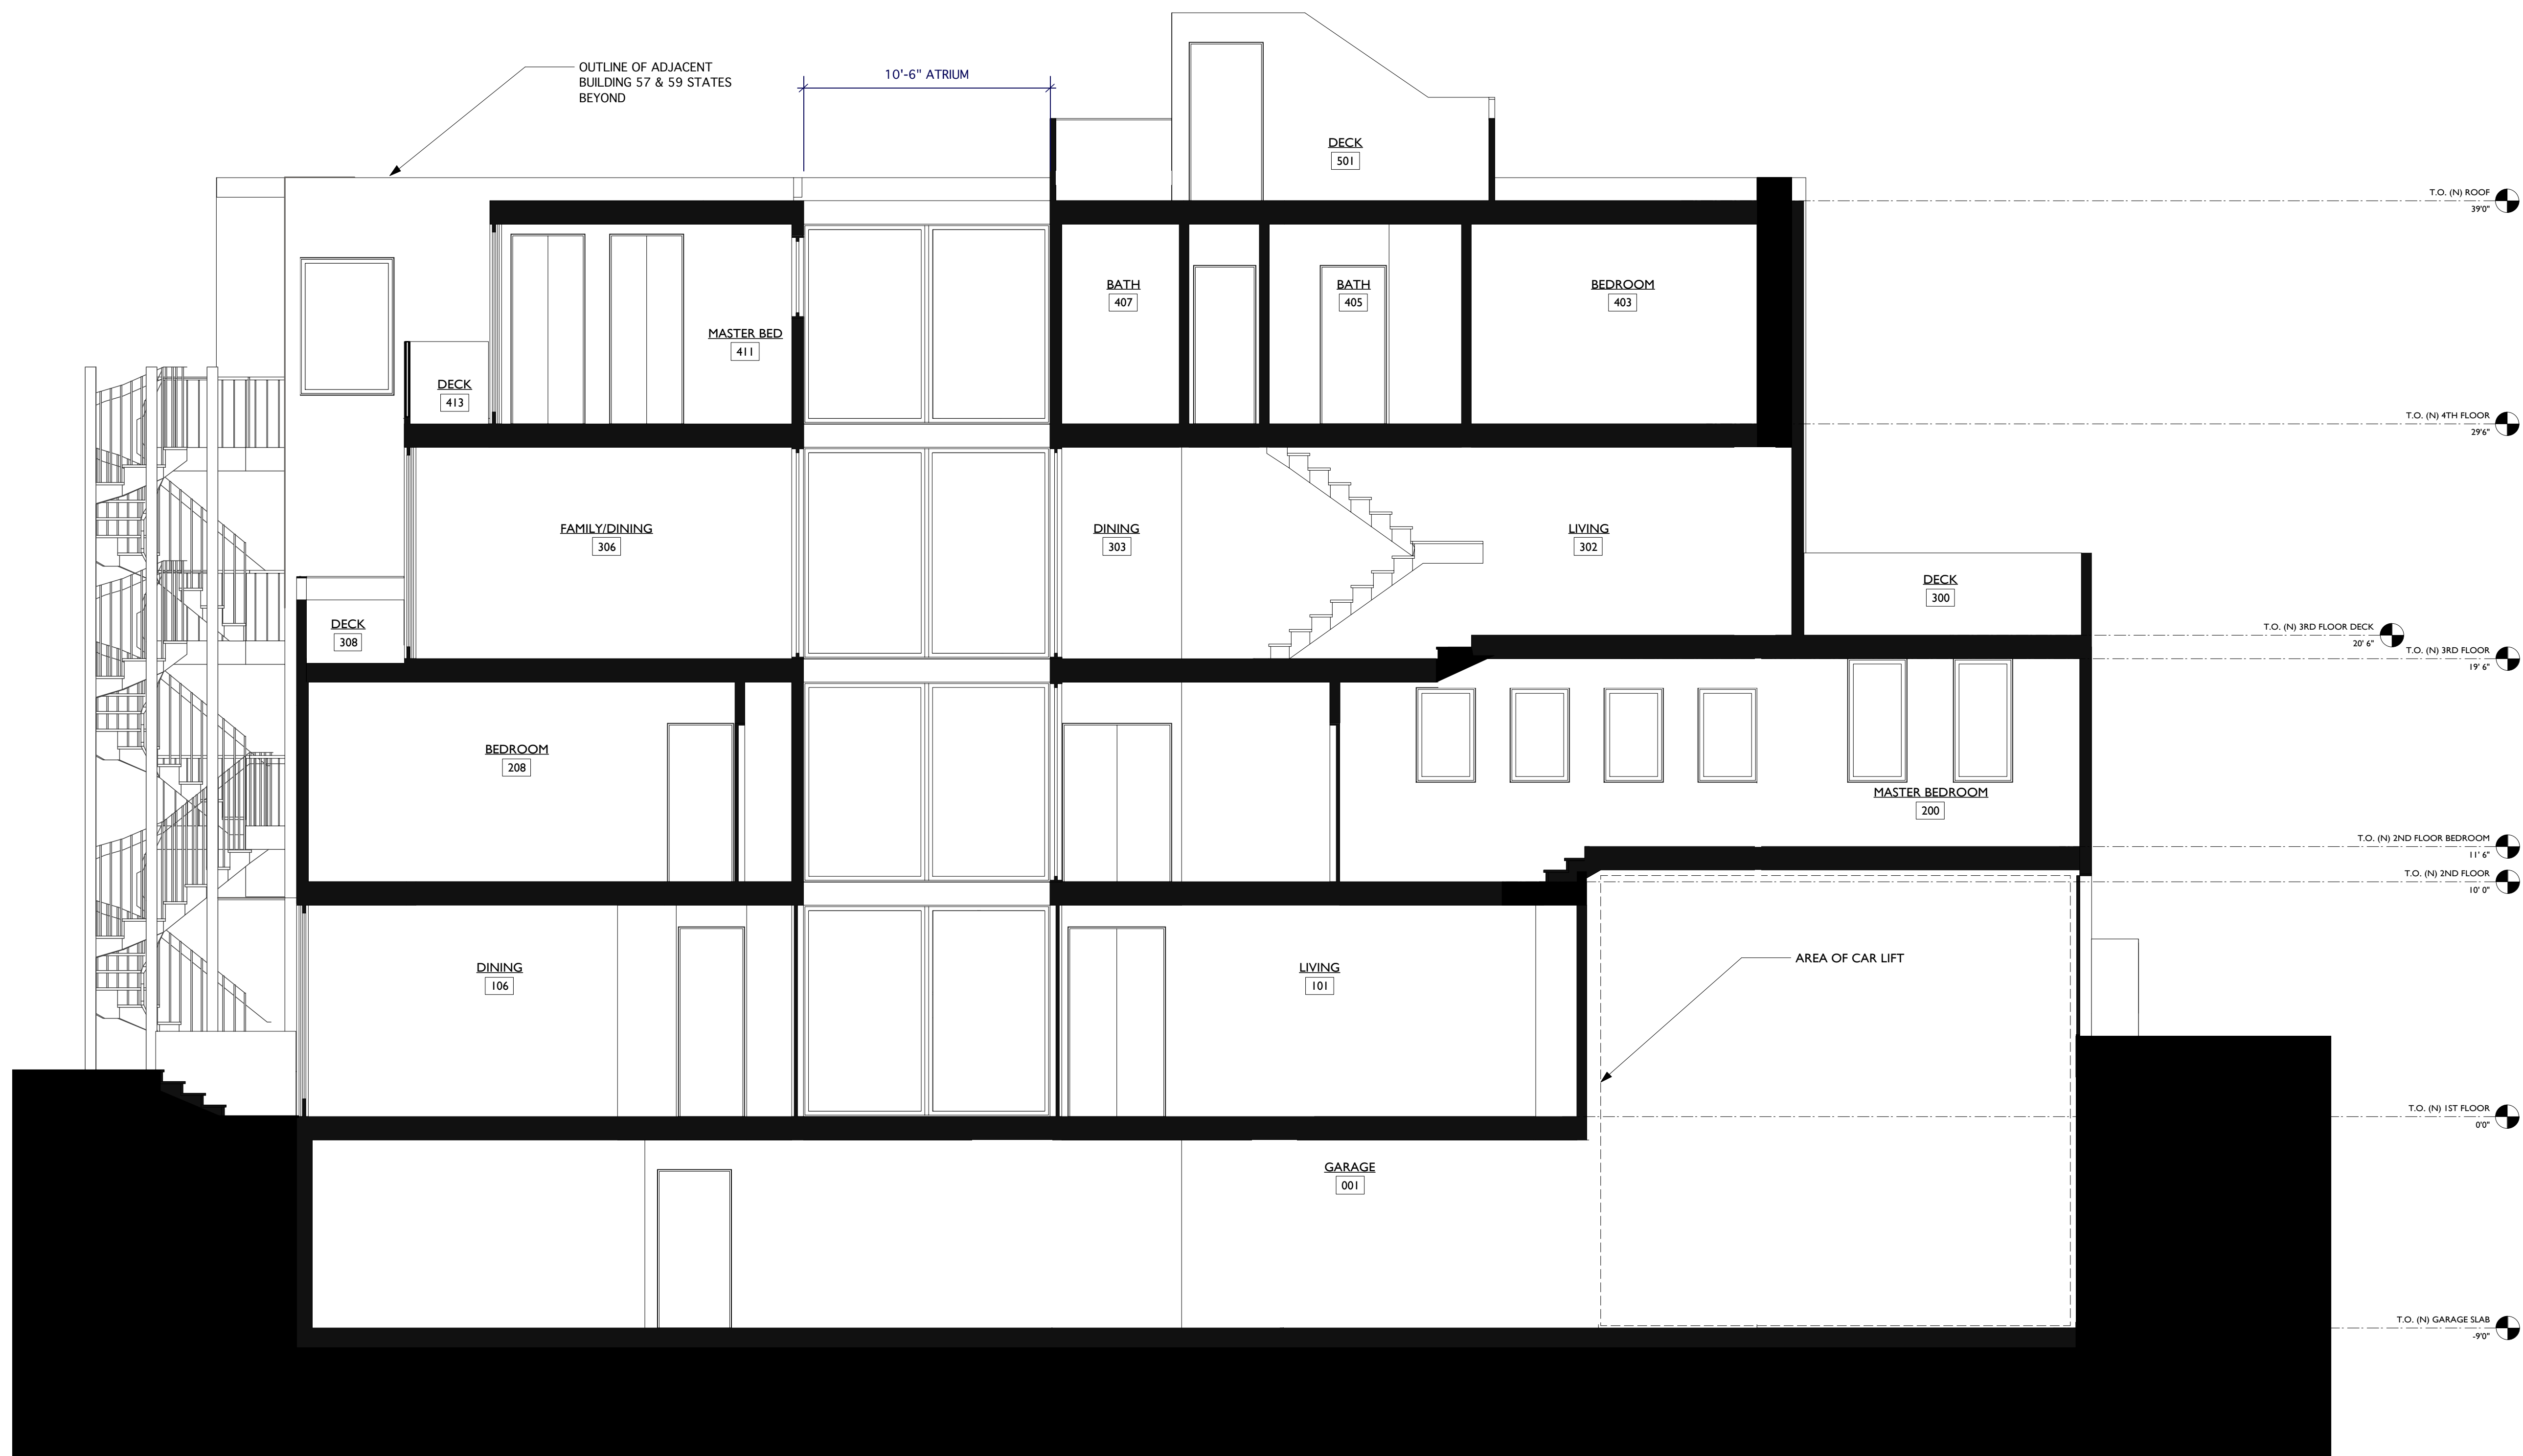 OUTLINE OF ADJACENT
BUILDING 57 & 59 STATES
BEYOND
10'-6" ATRIUM
DECK
501
T.O. (N) ROOF
39'0"
BATH
407
BATH
405
BEDROOM
403
MASTER BED
411
DECK
413
T.O. (N) 4TH FLOOR
29'6"
FAMILY/DINING
306
DINING
303
LIVING
302
DECK
300
DECK
308
T.O. (N) 3RD FLOOR DECK
20' 6"
T.O. (N) 3RD FLOOR
19' 6"
BEDROOM
208
MASTER BEDROOM
200
T.O. (N) 2ND FLOOR BEDROOM
11' 6"
T.O. (N) 2ND FLOOR
10' 0"
DINING
106
LIVING
101
AREA OF CAR LIFT
T.O. (N) 1ST FLOOR
0'0"
GARAGE
001
T.O. (N) GARAGE SLAB
-9'0"